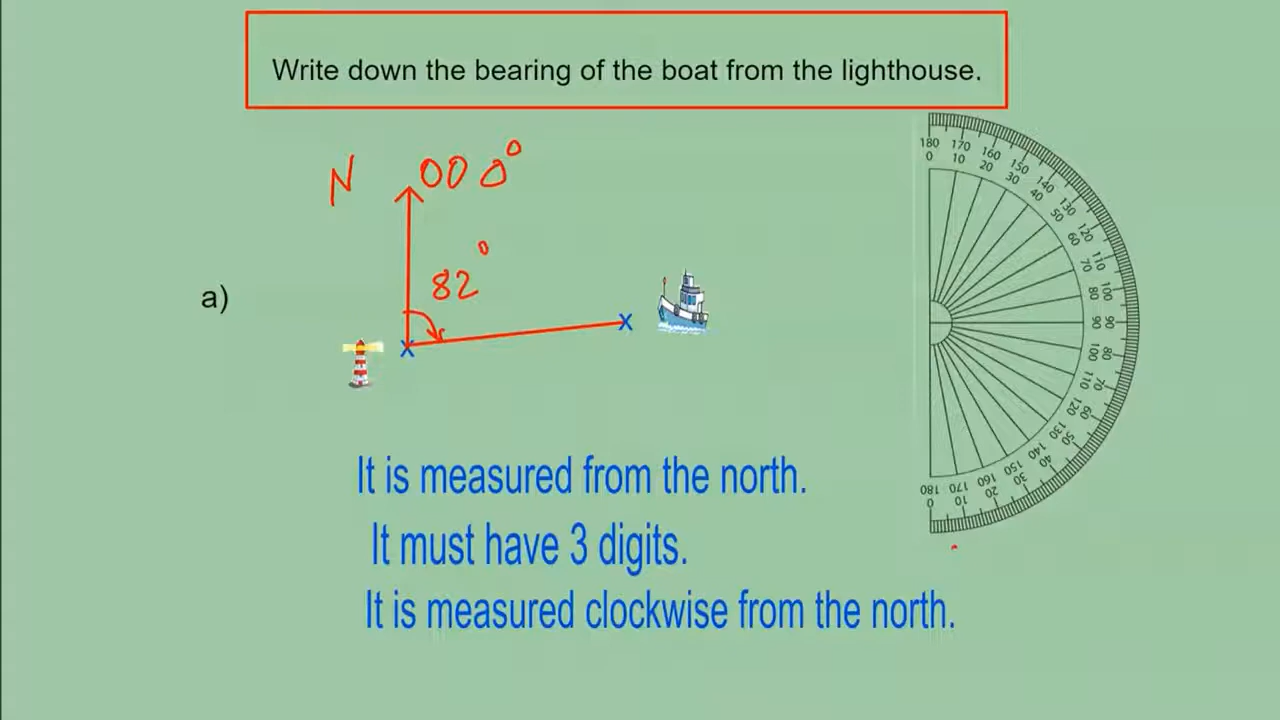 Write down the bearing of the boat from the lighthouse.
N 000°
82°
a)
x
x
It is measured from the north.
It must have 3 digits.
It is measured clockwise from the north.
180 170 160 150 140 130 120 110 100 90 80 70 60 50 40 30 20 10 0
0 10 20 30 40 50 60 70 80 90 100 110 120 130 140 150 160 170 180